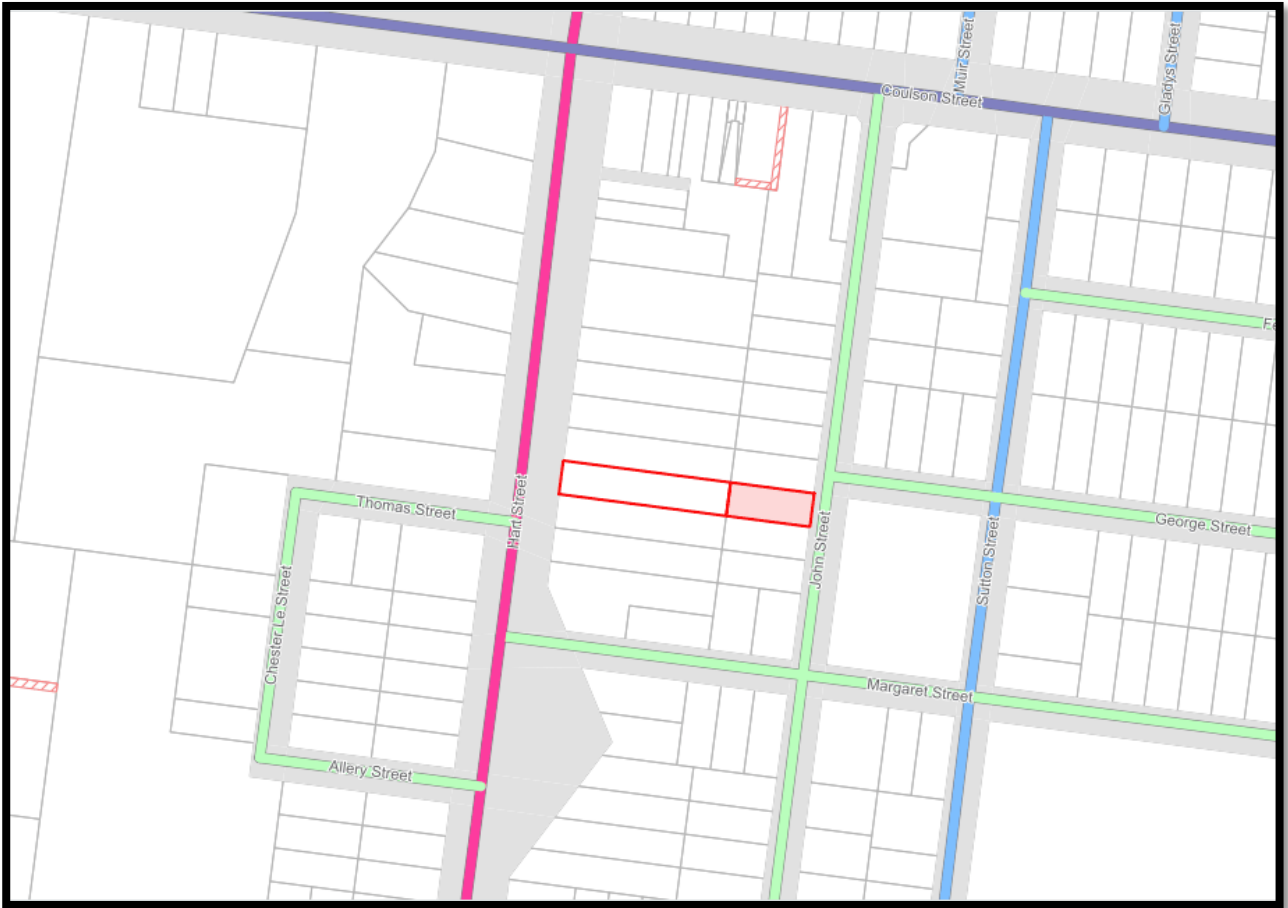 Muir Street
Gladys Street
Coulson Street
Thomas Street
Hart Street
John Street
George Street
Sutton Street
Chester Le Street
Margaret Street
Allery Street